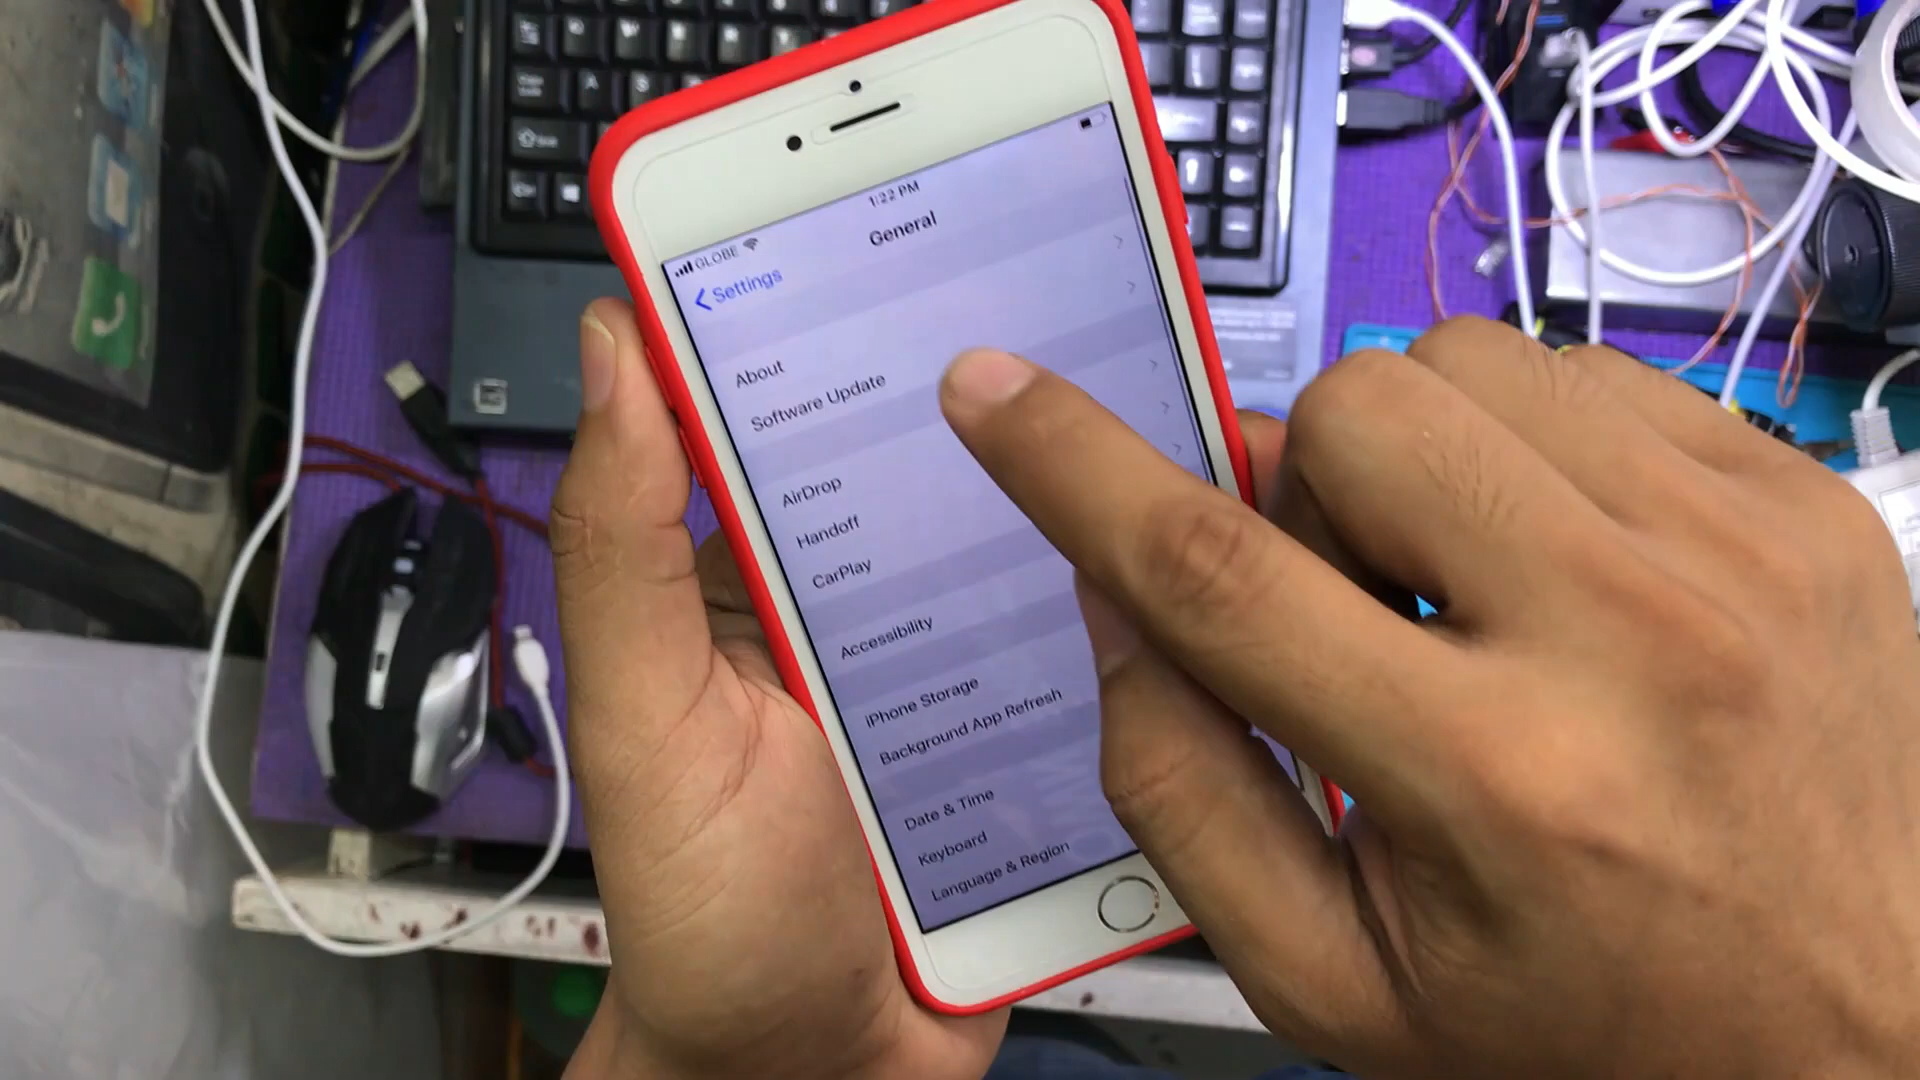 GLOBE
1:22 PM
Settings
General
About
Software Update
AirDrop
Handoff
CarPlay
Accessibility
iPhone Storage
Background App Refresh
Date & Time
Keyboard
Language & Region
A
S